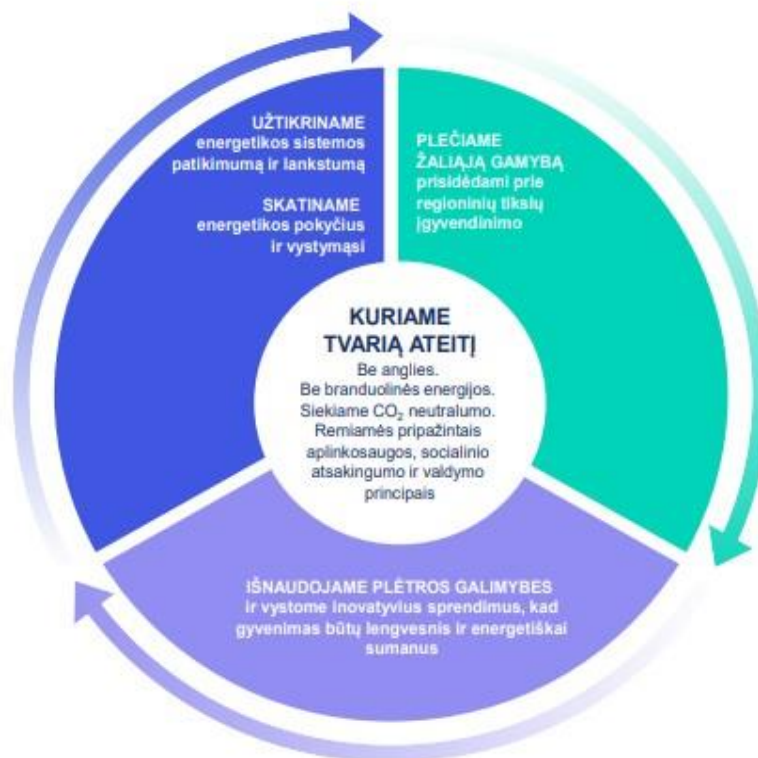 UŽTIKRINAME
energetikos sistemos
patikimumą ir lankstumą
SKATINAME
energetikos pokyčius
ir vystymąsi
PLEČIAME
ŽALIĄJĄ GAMYBĄ
prisidėdami prie
regioninių tikslų
įgyvendinimo
KURIAME
TVARIĄ ATEITĮ
Be anglies.
Be branduolinės energijos.
Siekiame CO₂ neutralumo.
Remiamės pripažintais
aplinkosaugos, socialinio
atsakingumo ir valdymo
principais
IŠNAUDOJAME PLĖTROS GALIMYBES
ir vystome inovatyvius sprendimus, kad
gyvenimas būtų lengvesnis ir energetiškai
sumanus